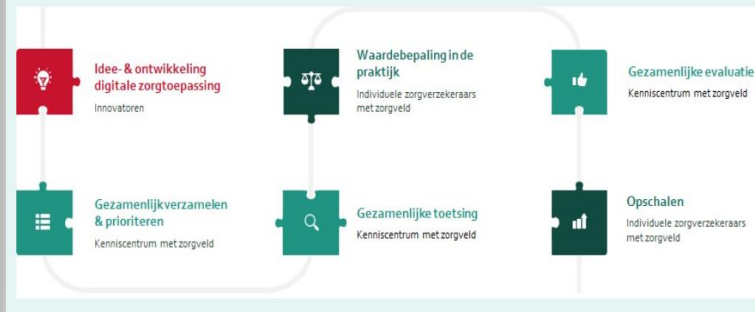 Idee- & ontwikkeling
digitale zorgtoepassing
Innovatoren
Gezamenlijk verzamelen
& prioriteren
Kenniscentrum met zorgveld
Gezamenlijke toetsing
Kenniscentrum met zorgveld
Waardebepaling in de
praktijk
Individuele zorgverzekeraars
met zorgveld
Gezamenlijke evaluatie
Kenniscentrum met zorgveld
Opschalen
Individuele zorgverzekeraars
met zorgveld